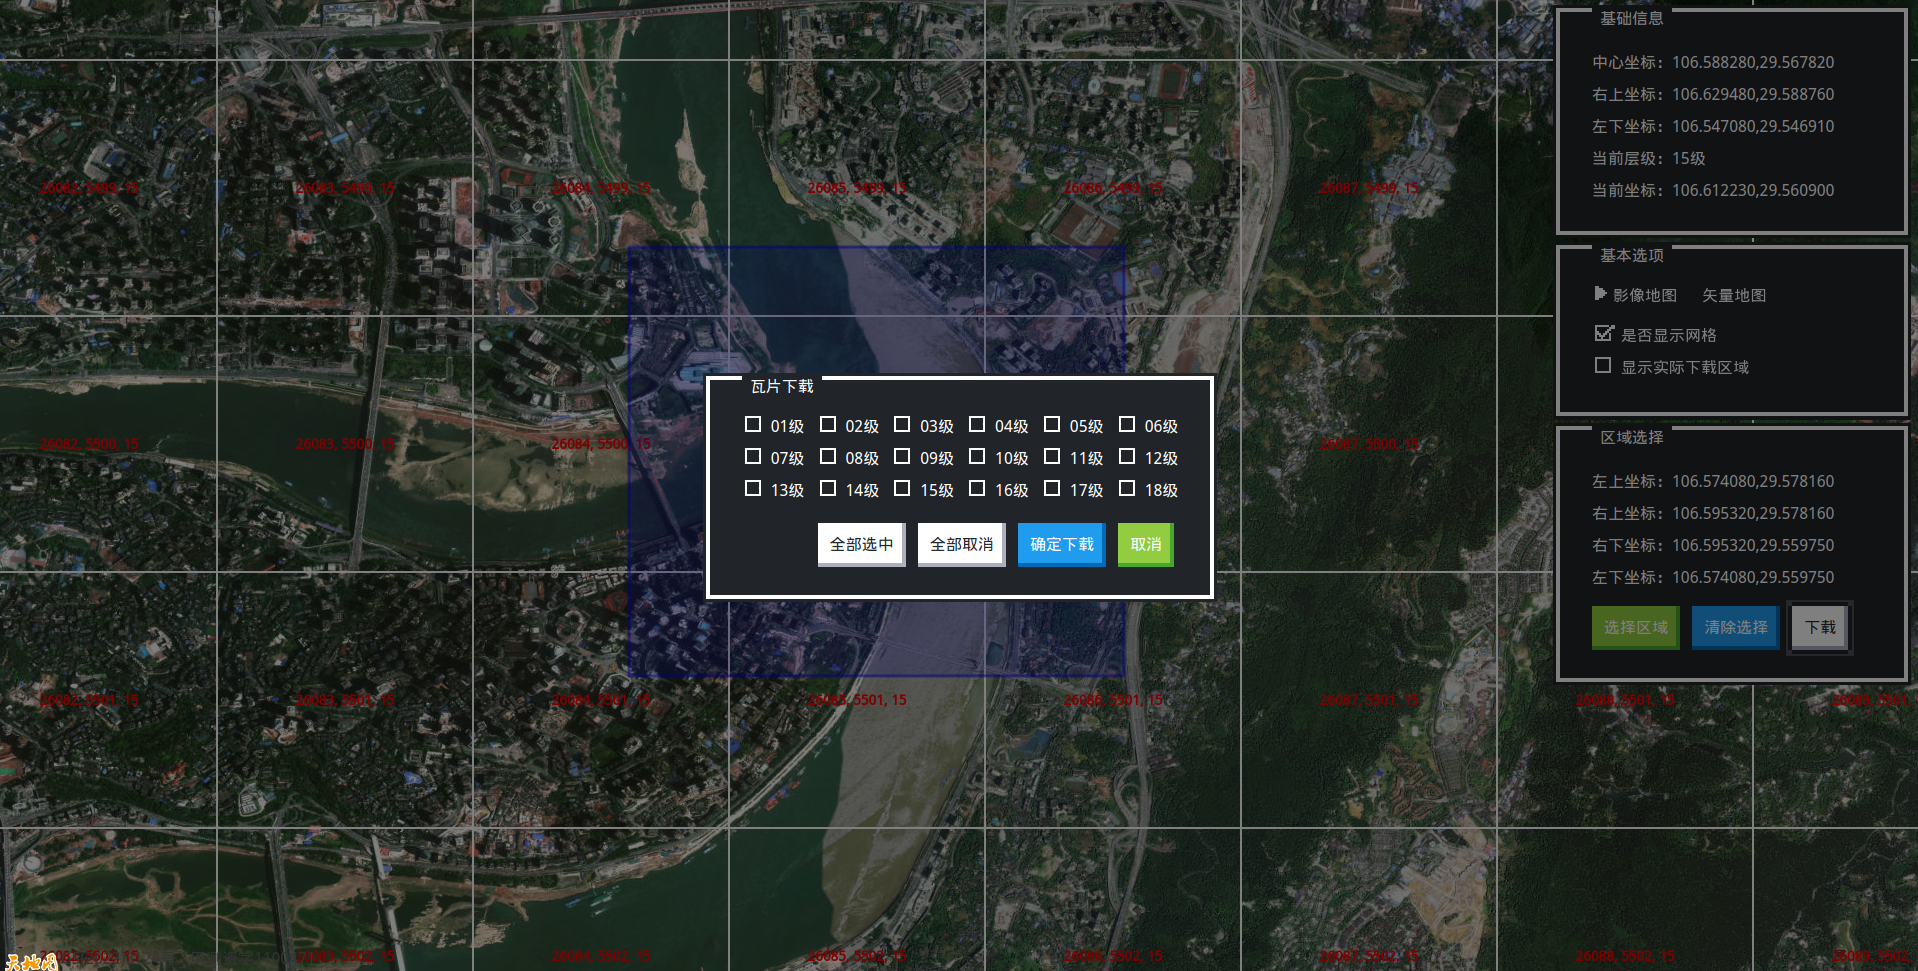 基础信息
中心坐标: 106.588280,29.567820
右上坐标: 106.629480,29.588760
左下坐标: 106.547080,29.546910
当前层级: 15级
当前坐标: 106.612230,29.560900
基本选项
影像地图 矢量地图
是否显示网格
显示实际下载区域
区域选择
左上坐标: 106.574080,29.578160
右上坐标: 106.595320,29.578160
右下坐标: 106.595320,29.559750
左下坐标: 106.574080,29.559750
选择区域 清除选择 下载
瓦片下载
01级 02级 03级 04级 05级 06级
07级 08级 09级 10级 11级 12级
13级 14级 15级 16级 17级 18级
全部选中 全部取消 确定下载 取消
26082, 5499, 15 26083, 5499, 15 26084, 5499, 15 26085, 5499, 15 26086, 5499, 15 26087, 5499, 15
26082, 5500, 15 26083, 5500, 15 26084, 5500, 15 26087, 5500, 15
26082, 5501, 15 26083, 5501, 15 26084, 5501, 15 26085, 5501, 15 26086, 5501, 15 26087, 5501, 15 26088, 5501, 15 26089, 5501,
26082, 5502, 15 26083, 5502, 15 26084, 5502, 15 26085, 5502, 15 26086, 5502, 15 26087, 5502, 15 26088, 5502, 15 26089, 5502,
天地图